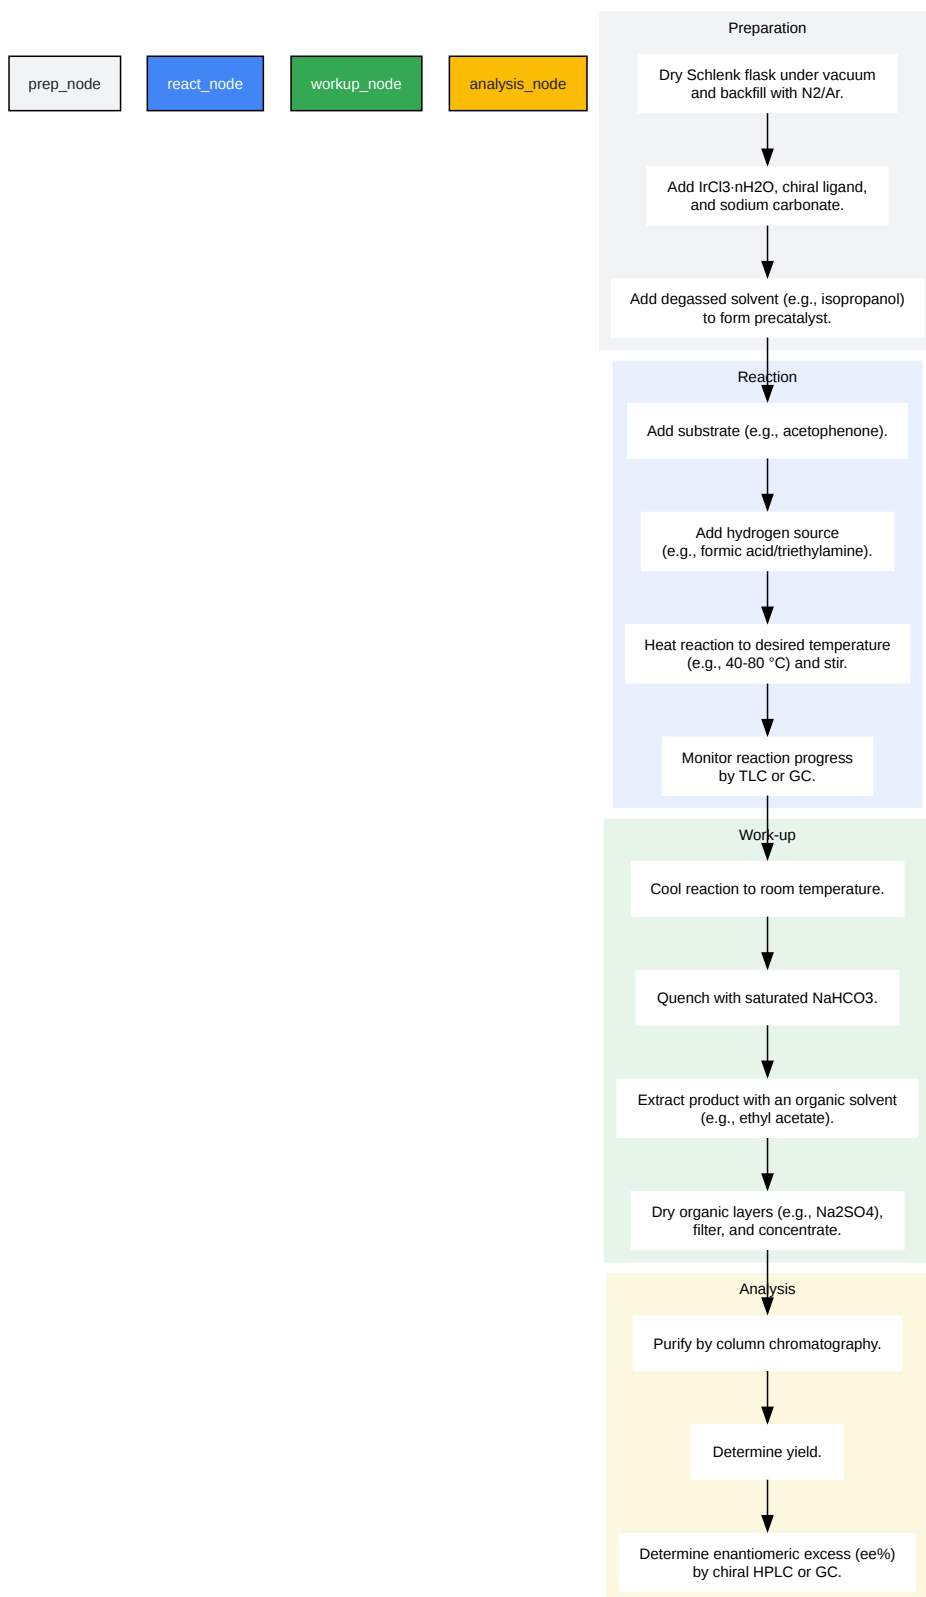 prep_node
react_node
workup_node
analysis_node
Preparation
Dry Schlenk flask under vacuum
and backfill with N2/Ar.
Add IrCl3·nH2O, chiral ligand,
and sodium carbonate.
Add degassed solvent (e.g., isopropanol)
to form precatalyst.
Reaction
Add substrate (e.g., acetophenone).
Add hydrogen source
(e.g., formic acid/triethylamine).
Heat reaction to desired temperature
(e.g., 40-80 °C) and stir.
Monitor reaction progress
by TLC or GC.
Work-up
Cool reaction to room temperature.
Quench with saturated NaHCO3.
Extract product with an organic solvent
(e.g., ethyl acetate).
Dry organic layers (e.g., Na2SO4),
filter, and concentrate.
Analysis
Purify by column chromatography.
Determine yield.
Determine enantiomeric excess (ee%)
by chiral HPLC or GC.